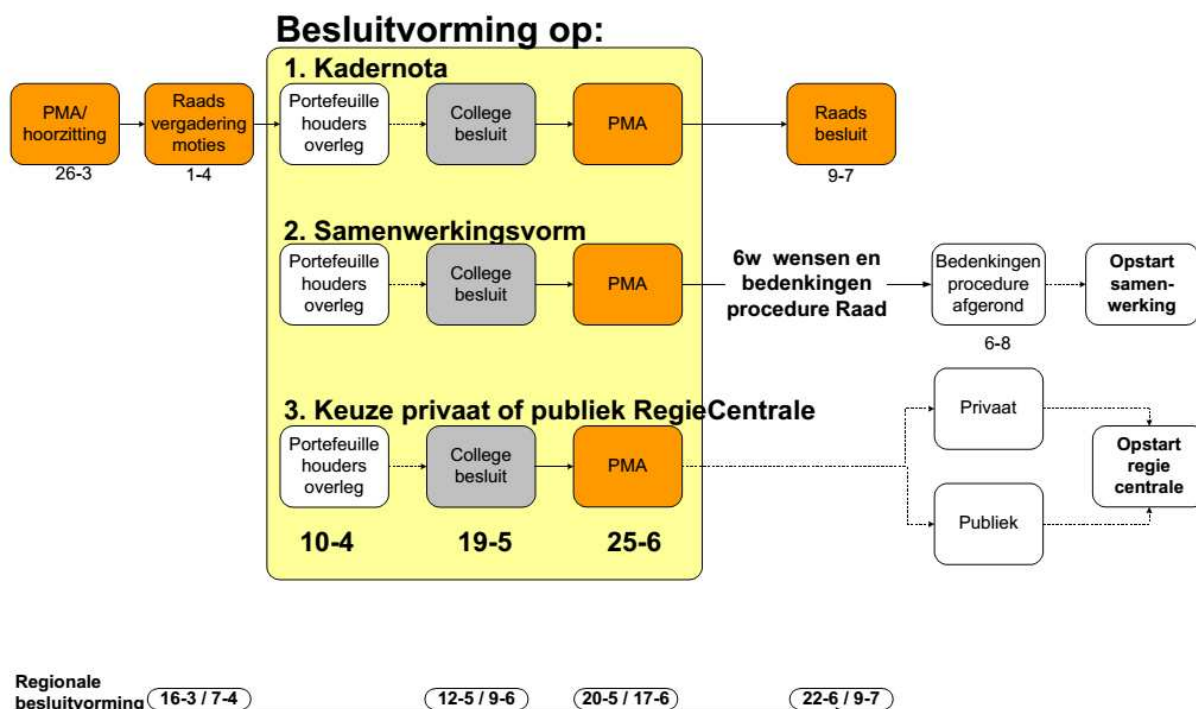 Besluitvorming op:
1. Kadernota
PMA/
hoorzitting
26-3
Raads
vergadering
moties
1-4
Portefeuille
houders
overleg
College
besluit
PMA
Raads
besluit
9-7
2. Samenwerkingsvorm
Portefeuille
houders
overleg
College
besluit
PMA
6w wensen en
bedenkingen
procedure Raad
Bedenkingen
procedure
afgerond
6-8
Opstart
samen-
werking
3. Keuze privaat of publiek RegieCentrale
Portefeuille
houders
overleg
College
besluit
PMA
Privaat
Publiek
Opstart
regie
centrale
10-4
19-5
25-6
Regionale
besluitvorming
16-3 / 7-4
12-5 / 9-6
20-5 / 17-6
22-6 / 9-7